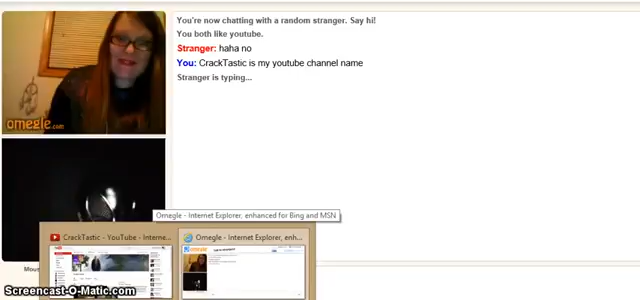 You're now chatting with a random stranger. Say hi!
You both like youtube.
Stranger: haha no
You: CrackTastic is my youtube channel name
Stranger is typing...
omegle.com
Omegle - Internet Explorer, enhanced for Bing and MSN
CrackTastic - YouTube - Interne...
Omegle - Internet Explorer, enh...
Screencast-O-Matic.com